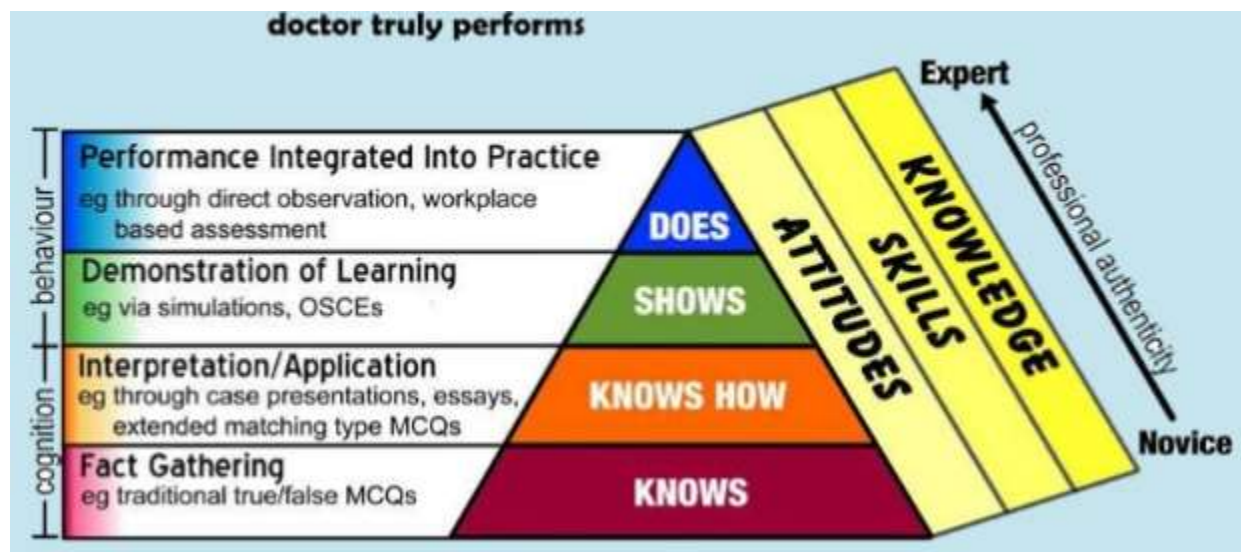 doctor truly performs
Expert
professional authenticity
Novice
behaviour
cognition
Performance Integrated Into Practice
eg through direct observation, workplace
based assessment
DOES
Demonstration of Learning
eg via simulations, OSCEs
SHOWS
Interpretation/Application
eg through case presentations, essays,
extended matching type MCQs
KNOWS HOW
Fact Gathering
eg traditional true/false MCQs
KNOWS
ATTITUDES
SKILLS
KNOWLEDGE